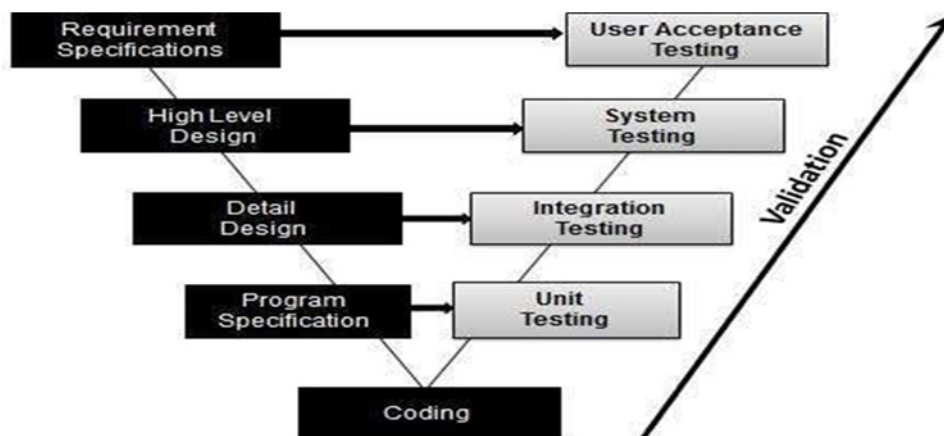 Requirement
Specifications
User Acceptance
Testing
High Level
Design
System
Testing
Detail
Design
Integration
Testing
Program
Specification
Unit
Testing
Coding
Validation